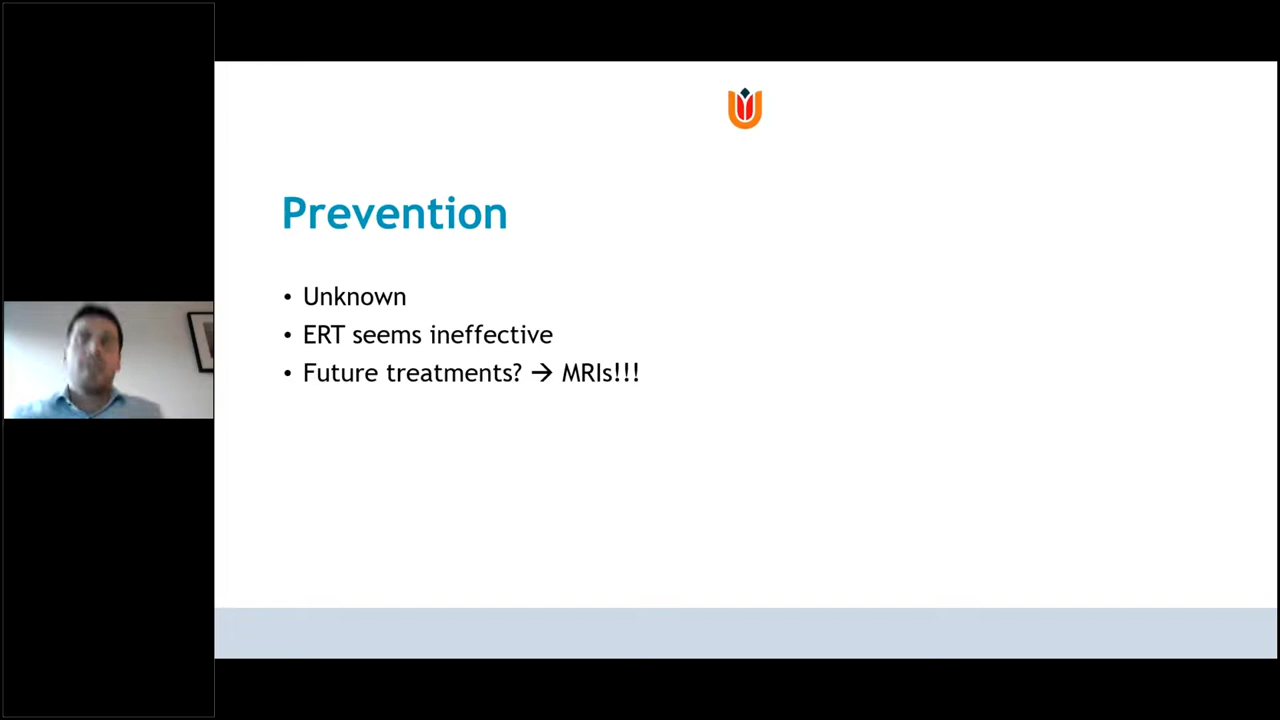 Prevention
• Unknown
• ERT seems ineffective
• Future treatments? → MRIs!!!